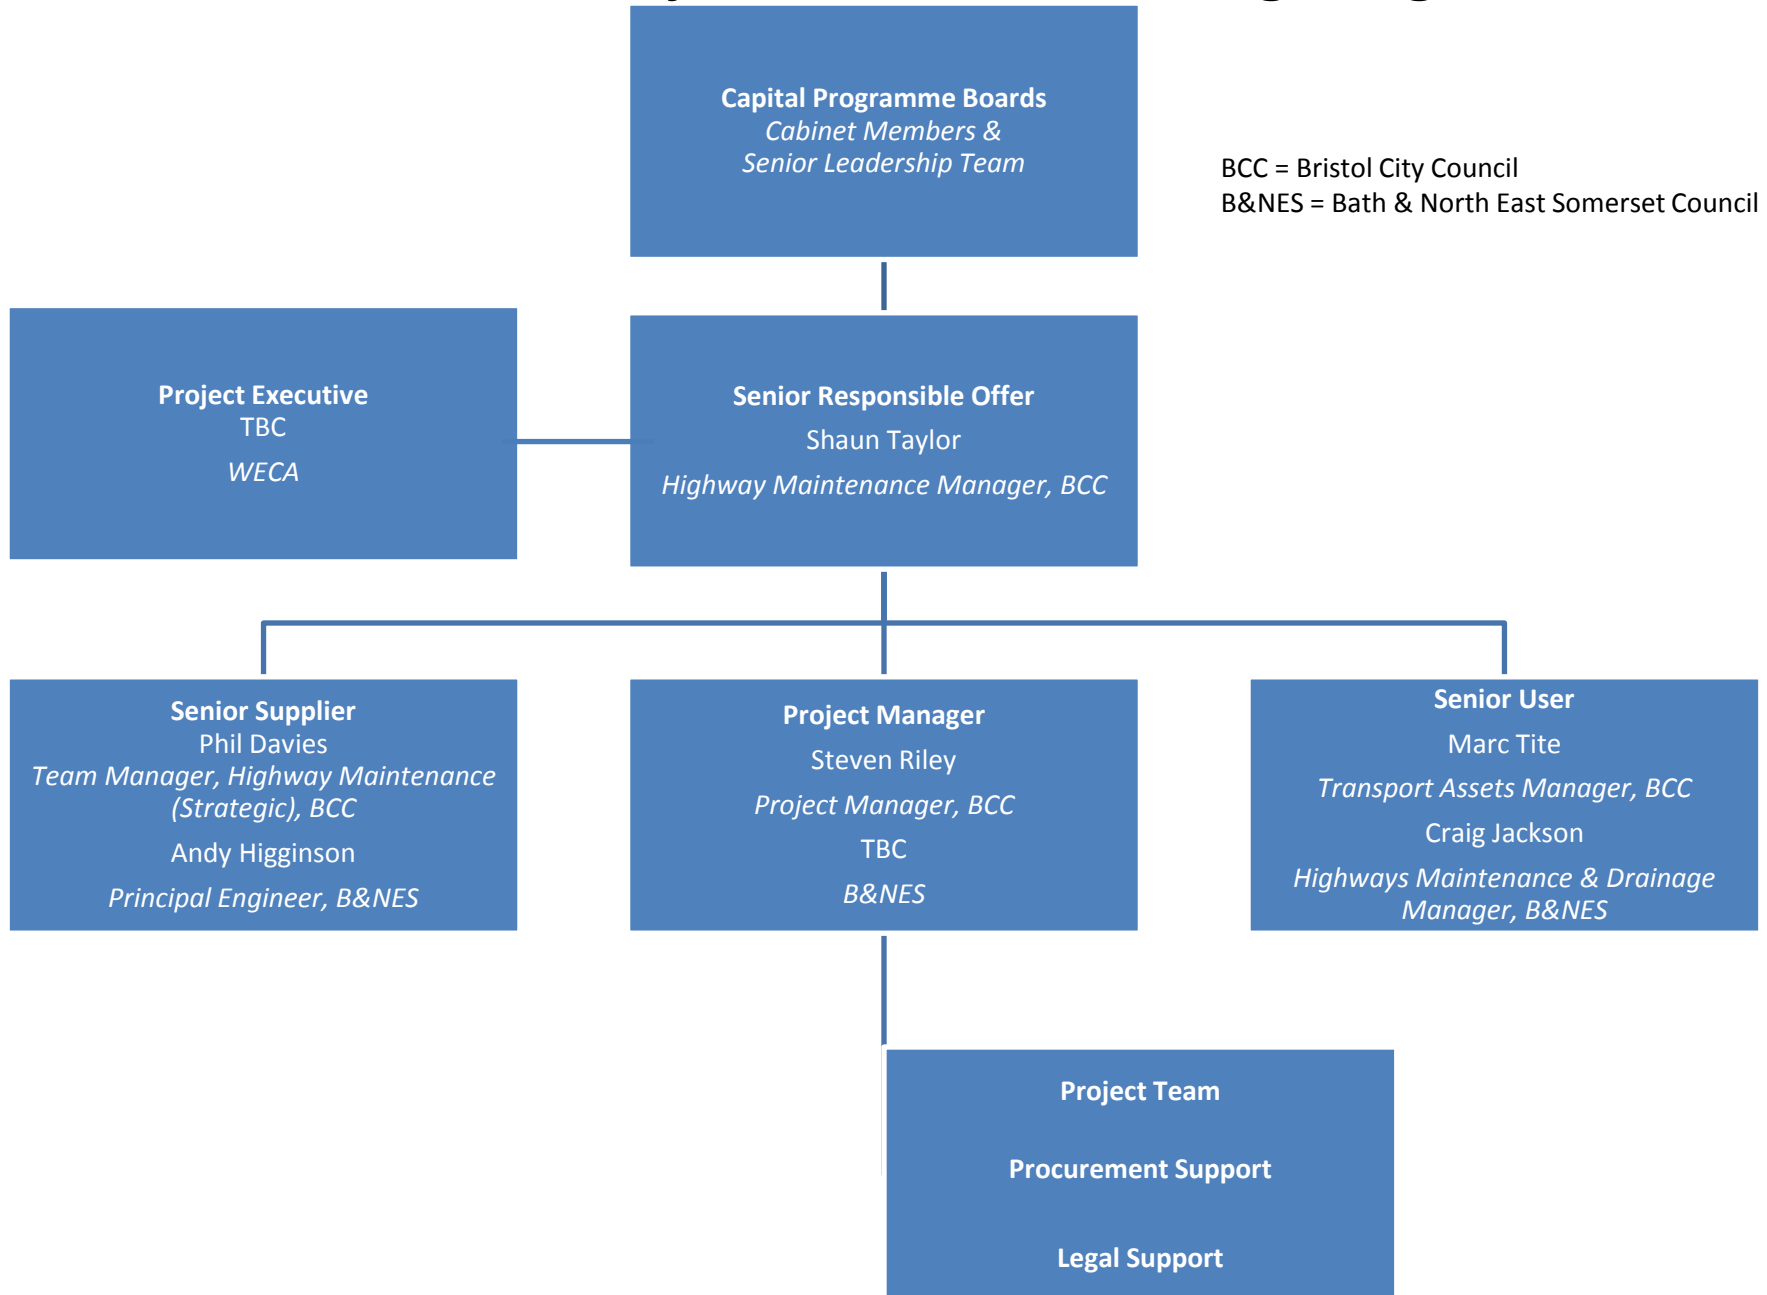 Capital Programme Boards
Cabinet Members &
Senior Leadership Team
BCC = Bristol City Council
B&NES = Bath & North East Somerset Council
Project Executive
TBC
WECA
Senior Responsible Offer
Shaun Taylor
Highway Maintenance Manager, BCC
Senior Supplier
Phil Davies
Team Manager, Highway Maintenance
(Strategic), BCC
Andy Higginson
Principal Engineer, B&NES
Project Manager
Steven Riley
Project Manager, BCC
TBC
B&NES
Senior User
Marc Tite
Transport Assets Manager, BCC
Craig Jackson
Highways Maintenance & Drainage
Manager, B&NES
Project Team
Procurement Support
Legal Support